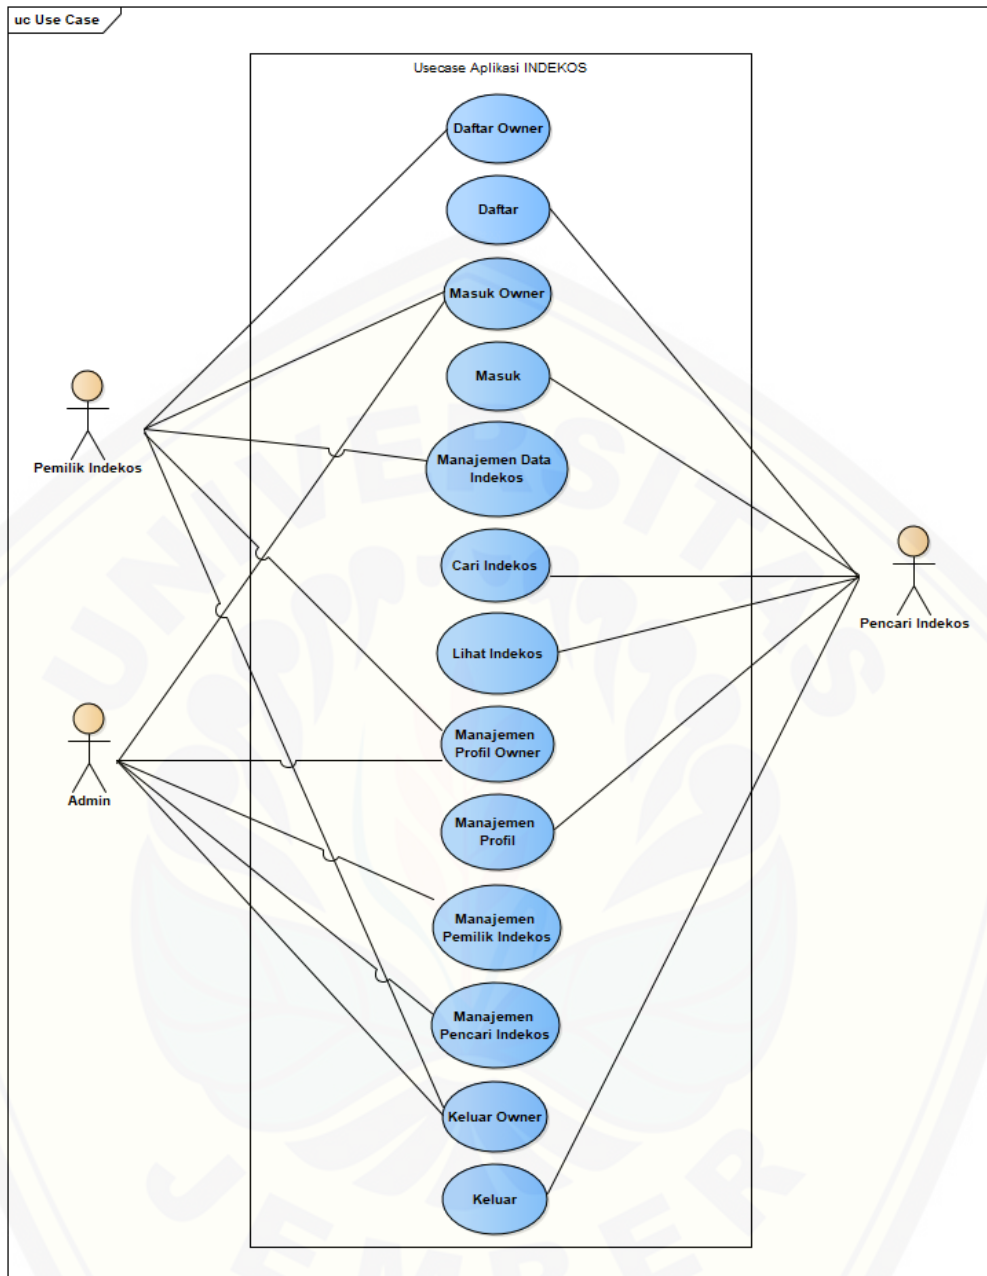 uc Use Case
Usecase Aplikasi INDEKOS
Daftar Owner
Daftar
Masuk Owner
Masuk
Pemilik Indekos
Manajemen Data
Indekos
Cari Indekos
Pencari Indekos
Lihat Indekos
Manajemen
Profil Owner
Admin
Manajemen
Profil
Manajemen
Pemilik Indekos
Manajemen
Pencari Indekos
Keluar Owner
Keluar
UNIVERSITAS
JEMBER